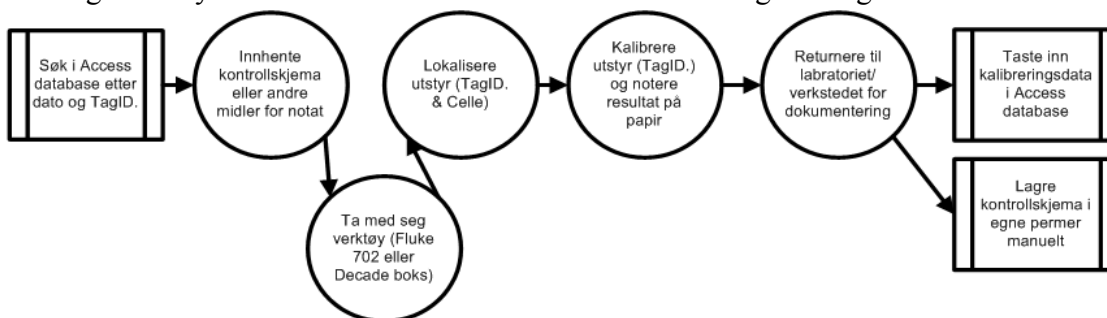 Søk i Access
database etter
dato og TagID.
Innhente
kontrollskjema
eller andre
midler for notat
Ta med seg
verktøy (Fluke
702 eller
Decade boks)
Lokalisere
utstyr (TagID.
& Celle)
Kalibrere
utstyr (TagID.)
og notere
resultat på
papir
Returnere til
labratoriet/
verkstedet for
dokumentering
Taste inn
kalibreringsdata
i Access
database
Lagre
kontrollskjema i
egne permer
manuelt